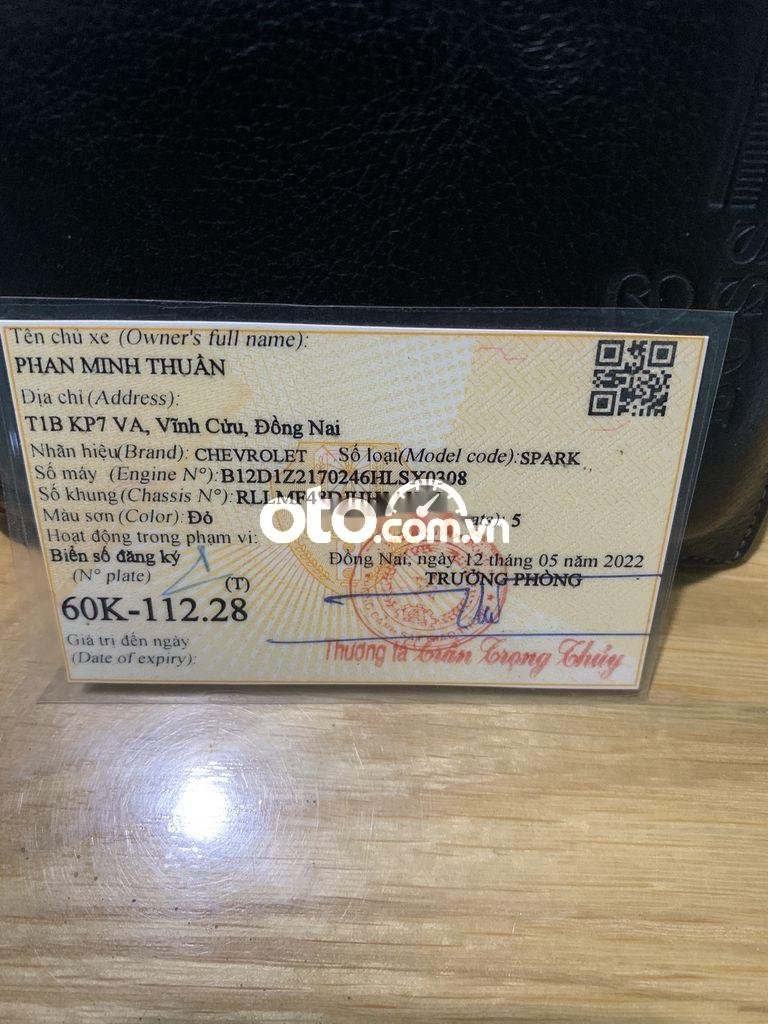 Tên chủ xe (Owner's full name):
PHAN MINH THUẦN
Địa chỉ (Address):
T1B KP7 VA, Vĩnh Cửu, Đồng Nai
Nhãn hiệu(Brand): CHEVROLET Số loại(Model code): SPARK
Số máy (Engine N°): B12D1Z2170246HLSX0308
Số khung (Chassis N°):
Màu sơn (Color): Đỏ 5
Hoạt động trong phạm vi:
oto.com.vn
Biển số đăng ký
(N° plate)
(T)
60K-112.28
Đồng Nai, ngày 12 tháng 05 năm 2022
TRƯỞNG PHÒNG
Giá trị đến ngày
(Date of expiry):
Thượng tá Trần Trọng Thủy